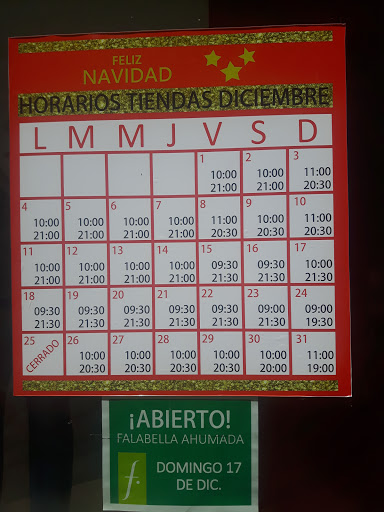 FELIZ
NAVIDAD
HORARIOS TIENDAS DICIEMBRE
L M M J V S D
1 2 3
10:00 10:00 11:00
21:00 21:00 20:30
4 5 6 7 8 9 10
10:00 10:00 10:00 10:00 11:00 10:00 11:00
21:00 21:00 21:00 21:00 20:30 20:30 20:30
11 12 13 14 15 16 17
10:00 10:00 10:00 10:00 09:30 09:30 10:00
21:00 21:00 21:00 21:00 21:30 21:30 21:30
18 19 20 21 22 23 24
09:30 09:30 09:30 09:30 09:30 09:30 09:00
21:30 21:30 21:30 21:30 21:30 21:30 19:30
25 26 27 28 29 30 31
CERRADO 10:00 10:00 10:00 10:00 10:00 11:00
20:30 20:30 20:30 20:30 20:00 19:00
¡ABIERTO!
FALABELLA AHUMADA
f. DOMINGO 17
DE DIC.